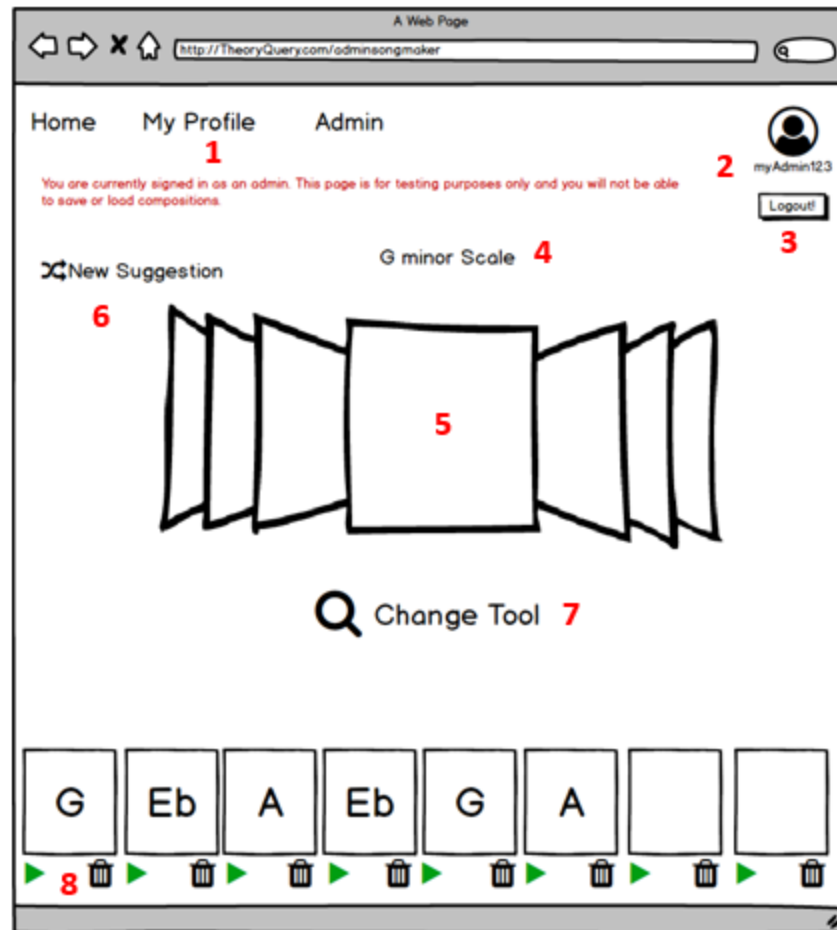 A Web Page
http://TheoryQuery.com/adminsongmaker
Home My Profile Admin
1
2 myAdmin123
You are currently signed in as an admin. This page is for testing purposes only and you will not be able
to save or load compositions.
Logout!
3
G minor Scale 4
New Suggestion
6
5
Change Tool 7
G Eb A Eb G A
8